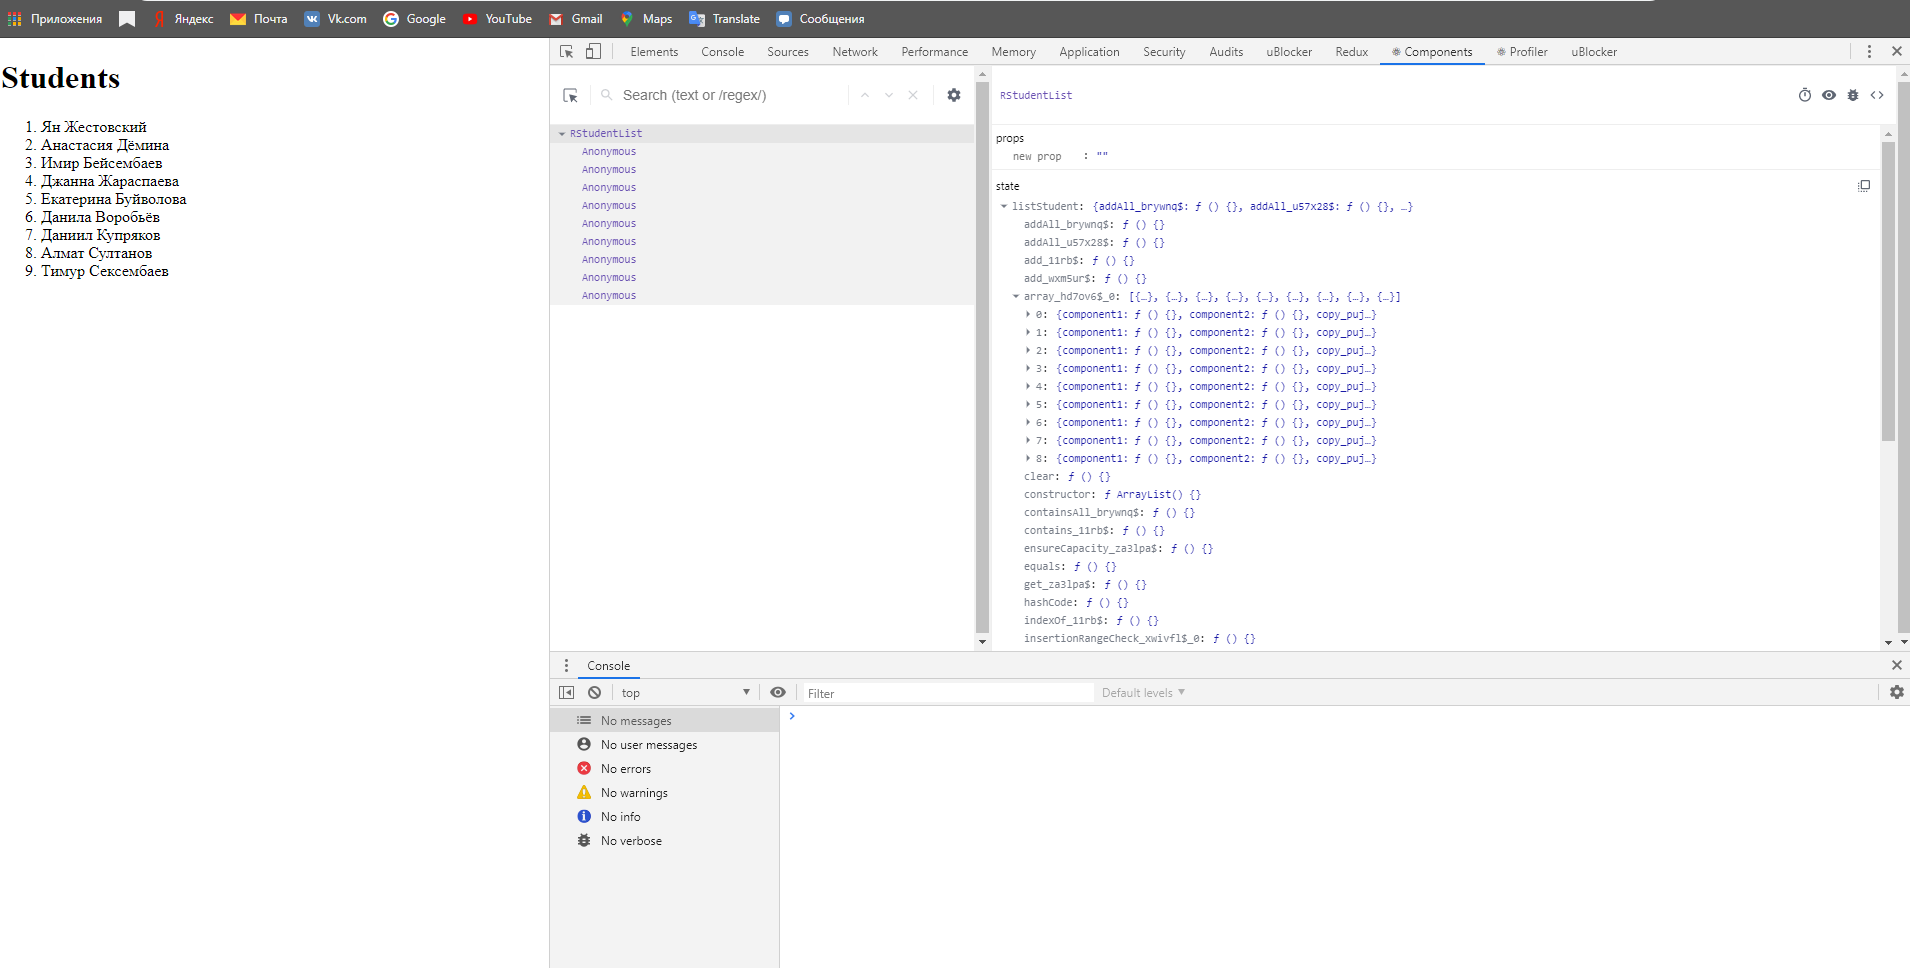 Приложения Яндекс Почта Vk.com Google YouTube Gmail Maps Translate Сообщения
Students
1. Ян Жестовский
2. Анастасия Дёмина
3. Имир Бейсембаев
4. Джанна Жараспаева
5. Екатерина Буйволова
6. Данила Воробьёв
7. Даниил Купряков
8. Алмат Султанов
9. Тимур Сексембаев
Elements Console Sources Network Performance Memory Application Security Audits uBlocker Redux Components Profiler uBlocker
Search (text or /regex/)
RStudentList
Anonymous
Anonymous
Anonymous
Anonymous
Anonymous
Anonymous
Anonymous
Anonymous
Anonymous
RStudentList
props
new prop : ""
state
listStudent: {addAll_brywnq$: ƒ () {}, addAll_u57x28$: ƒ () {}, …}
addAll_brywnq$: ƒ () {}
addAll_u57x28$: ƒ () {}
add_11rb$: ƒ () {}
add_wxm5ur$: ƒ () {}
array_hd7ov6$_0: [{…}, {…}, {…}, {…}, {…}, {…}, {…}, {…}, {…}]
0: {component1: ƒ () {}, component2: ƒ () {}, copy_puj…}
1: {component1: ƒ () {}, component2: ƒ () {}, copy_puj…}
2: {component1: ƒ () {}, component2: ƒ () {}, copy_puj…}
3: {component1: ƒ () {}, component2: ƒ () {}, copy_puj…}
4: {component1: ƒ () {}, component2: ƒ () {}, copy_puj…}
5: {component1: ƒ () {}, component2: ƒ () {}, copy_puj…}
6: {component1: ƒ () {}, component2: ƒ () {}, copy_puj…}
7: {component1: ƒ () {}, component2: ƒ () {}, copy_puj…}
8: {component1: ƒ () {}, component2: ƒ () {}, copy_puj…}
clear: ƒ () {}
constructor: ƒ ArrayList() {}
containsAll_brywnq$: ƒ () {}
contains_11rb$: ƒ () {}
ensureCapacity_za3lpa$: ƒ () {}
equals: ƒ () {}
get_za3lpa$: ƒ () {}
hashCode: ƒ () {}
indexOf_11rb$: ƒ () {}
insertionRangeCheck_xwivfl$_0: ƒ () {}
Console
top Filter Default levels
No messages
No user messages
No errors
No warnings
No info
No verbose